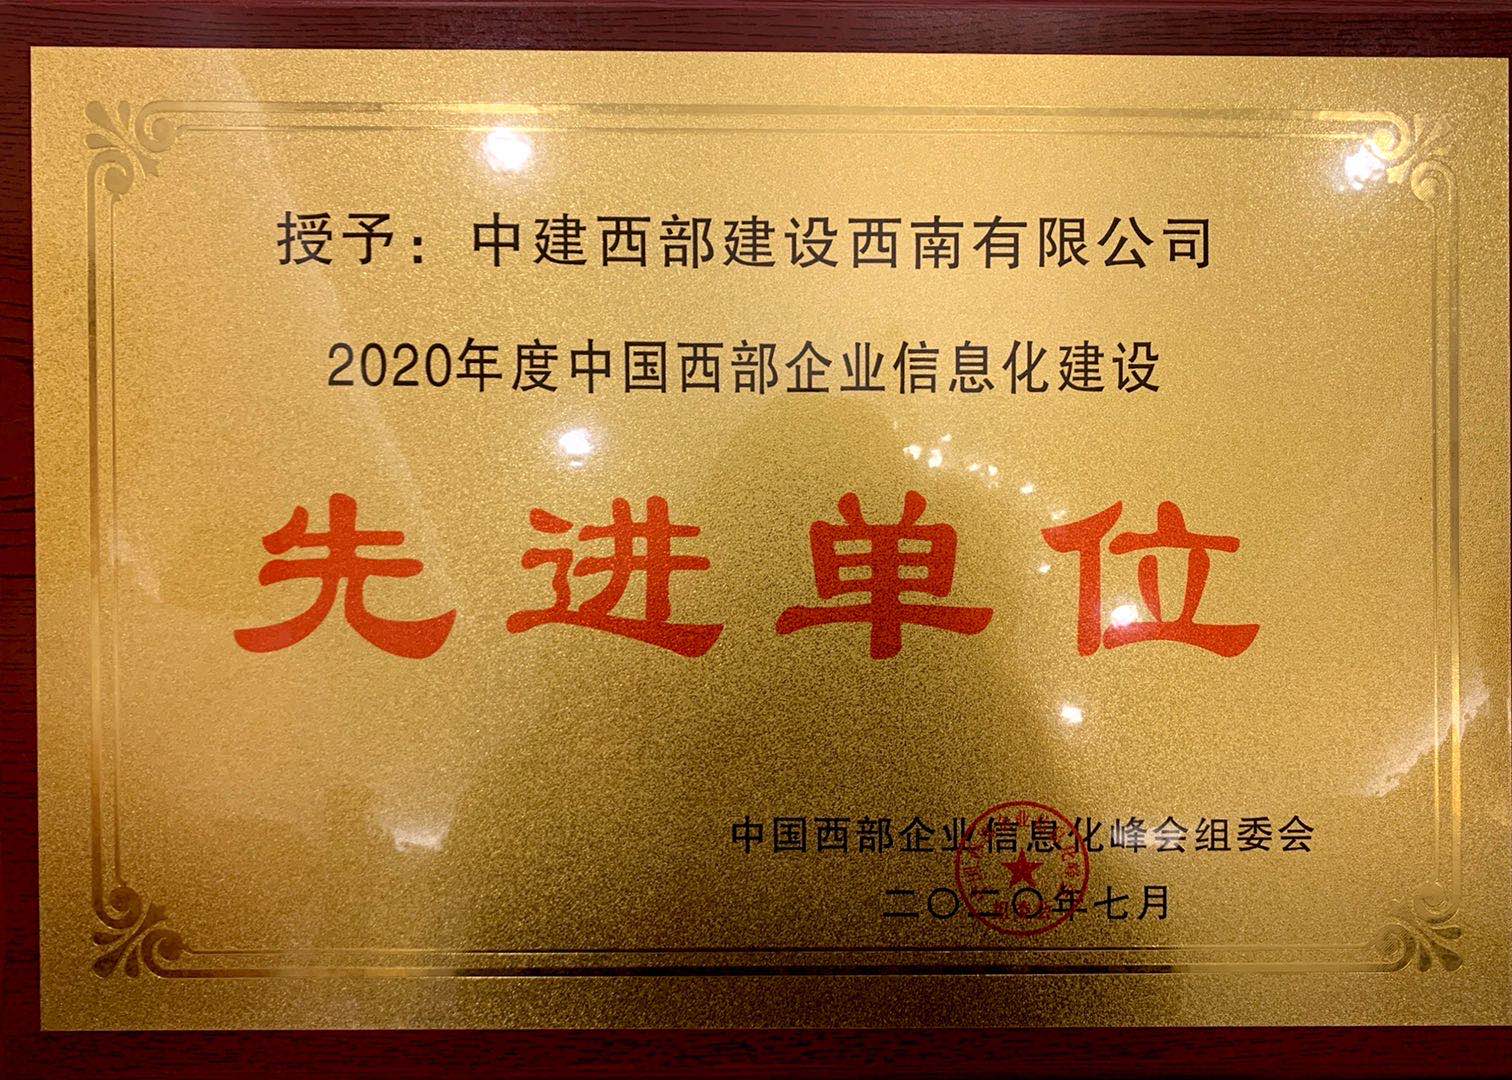 授予：中建西部建设西南有限公司
2020年度中国西部企业信息化建设
先进单位
中国西部企业信息化峰会组委会
二〇二〇年七月